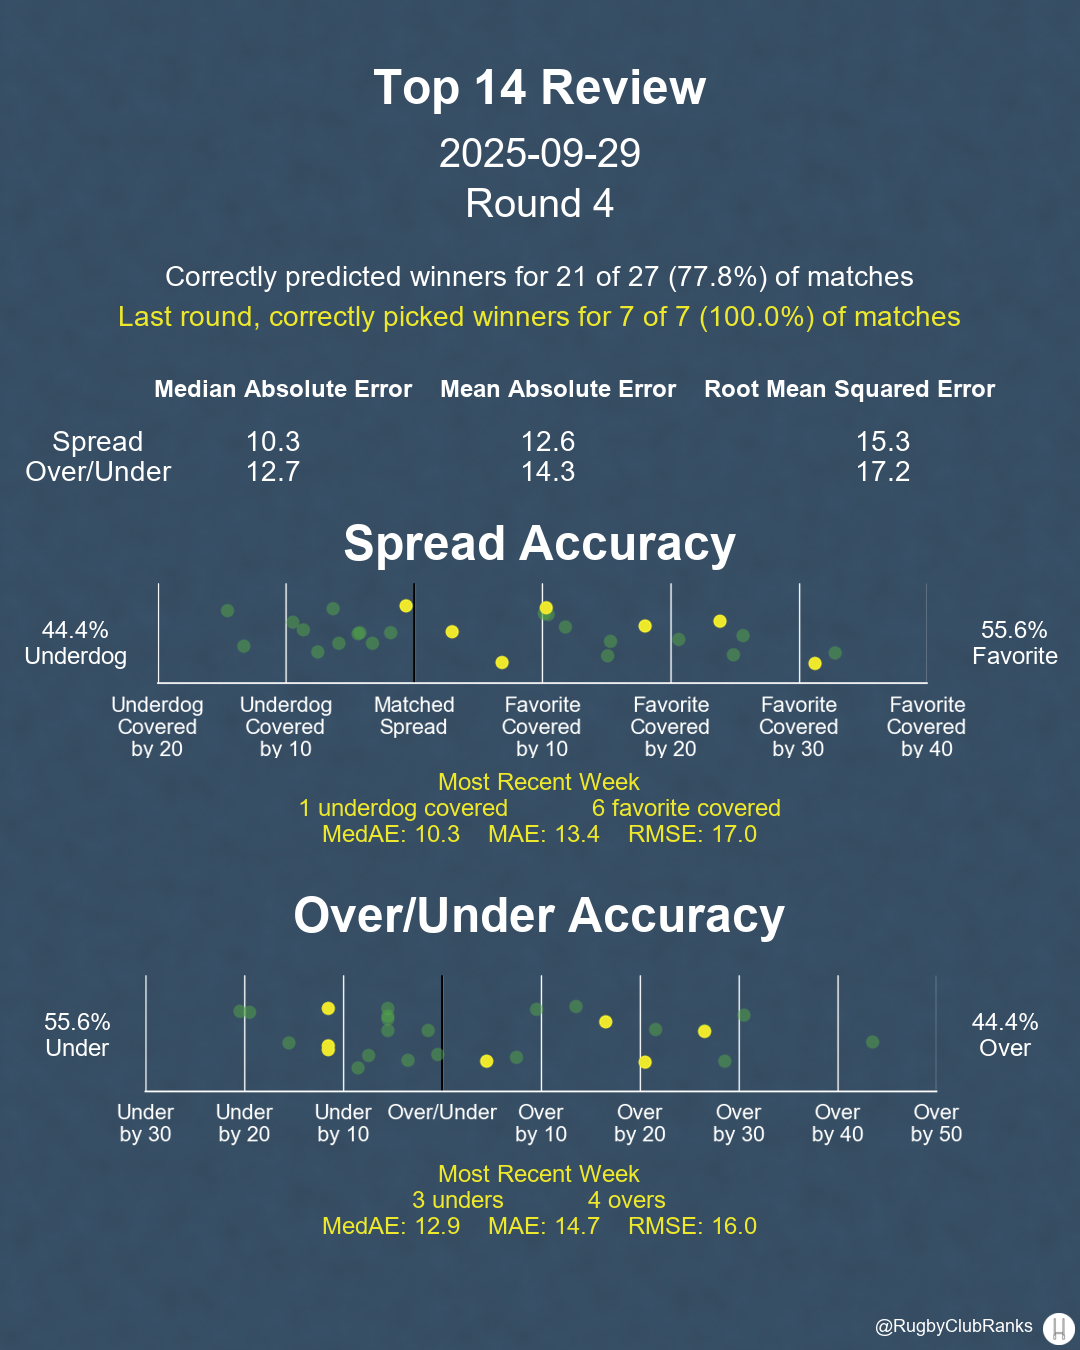 Top 14 Review
2025-09-29
Round 4
Correctly predicted winners for 21 of 27 (77.8%) of matches
Last round, correctly picked winners for 7 of 7 (100.0%) of matches
Median Absolute Error Mean Absolute Error Root Mean Squared Error
Spread 10.3 12.6 15.3
Over/Under 12.7 14.3 17.2
Spread Accuracy
44.4%
Underdog
55.6%
Favorite
Underdog Covered by 20
Underdog Covered by 10
Matched Spread
Favorite Covered by 10
Favorite Covered by 20
Favorite Covered by 30
Favorite Covered by 40
Most Recent Week
1 underdog covered 6 favorite covered
MedAE: 10.3 MAE: 13.4 RMSE: 17.0
Over/Under Accuracy
55.6%
Under
44.4%
Over
Under by 30
Under by 20
Under by 10
Over/Under
Over by 10
Over by 20
Over by 30
Over by 40
Over by 50
Most Recent Week
3 unders 4 overs
MedAE: 12.9 MAE: 14.7 RMSE: 16.0
@RugbyClubRanks